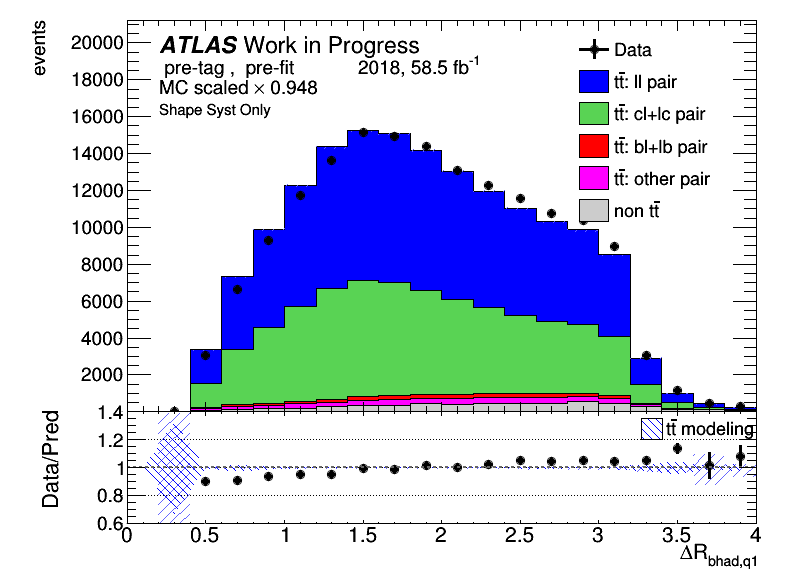 events
20000
18000
16000
14000
12000
10000
8000
6000
4000
2000
ATLAS Work in Progress
pre-tag , pre-fit 2018, 58.5 fb⁻¹
MC scaled × 0.948
Shape Syst Only
Data
tt̄: ll pair
tt̄: cl+lc pair
tt̄: bl+lb pair
tt̄: other pair
non tt̄
Data/Pred
1.4
1.2
1
0.8
0.6
tt̄ modeling
0 0.5 1 1.5 2 2.5 3 3.5 4
ΔR_bhad,q1